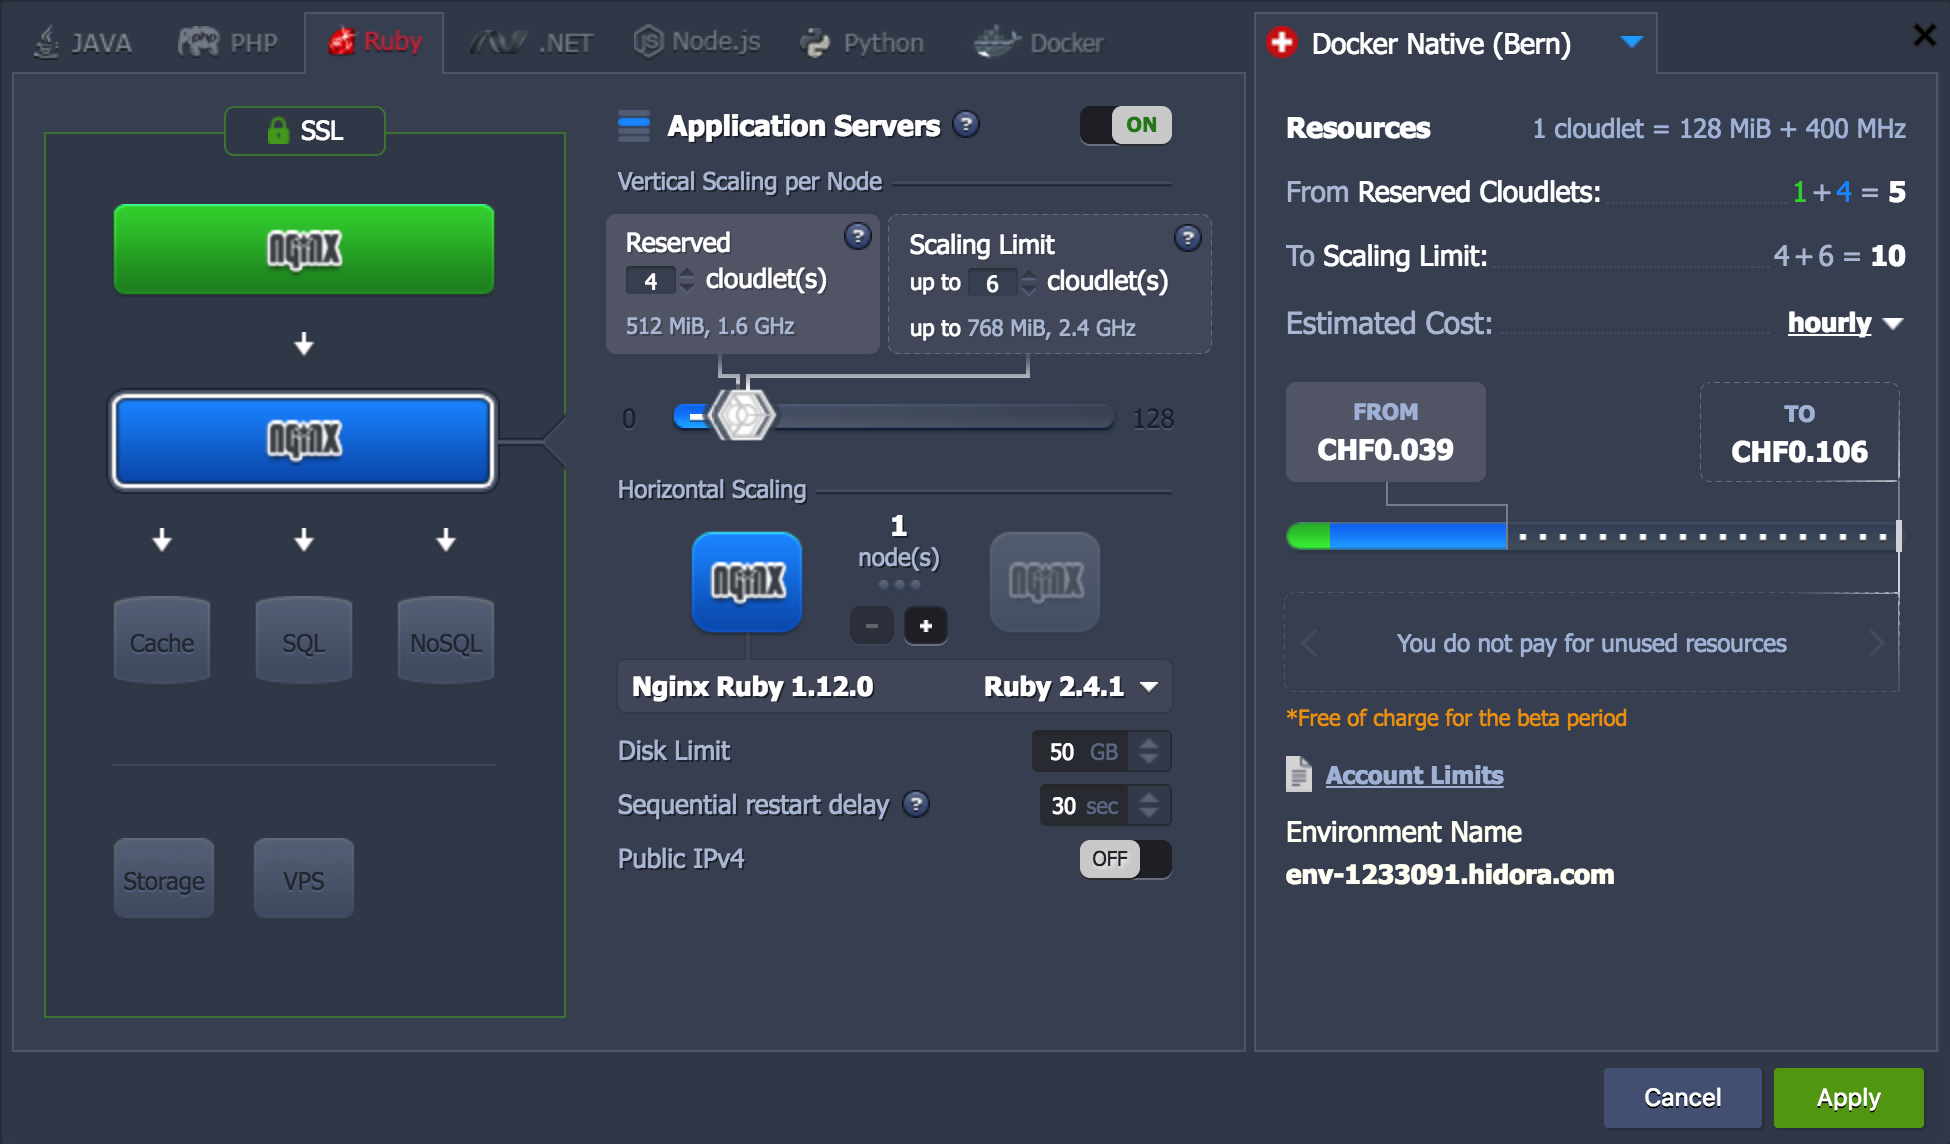 JAVA
PHP
Ruby
.NET
Node.js
Python
Docker
SSL
NGINX
NGINX
Cache
SQL
NoSQL
Storage
VPS
Application Servers ?
ON
Vertical Scaling per Node
Reserved ?
4 cloudlet(s)
512 MiB, 1.6 GHz
Scaling Limit ?
up to 6 cloudlet(s)
up to 768 MiB, 2.4 GHz
0
128
Horizontal Scaling
NGINX
1
node(s)
- +
NGINX
Nginx Ruby 1.12.0
Ruby 2.4.1
Disk Limit
50 GB
Sequential restart delay ?
30 sec
Public IPv4
OFF
Docker Native (Bern)
Resources
1 cloudlet = 128 MiB + 400 MHz
From Reserved Cloudlets: 1 + 4 = 5
To Scaling Limit: 4 + 6 = 10
Estimated Cost: hourly
FROM
CHF0.039
TO
CHF0.106
You do not pay for unused resources
*Free of charge for the beta period
Account Limits
Environment Name
env-1233091.hidora.com
Cancel
Apply